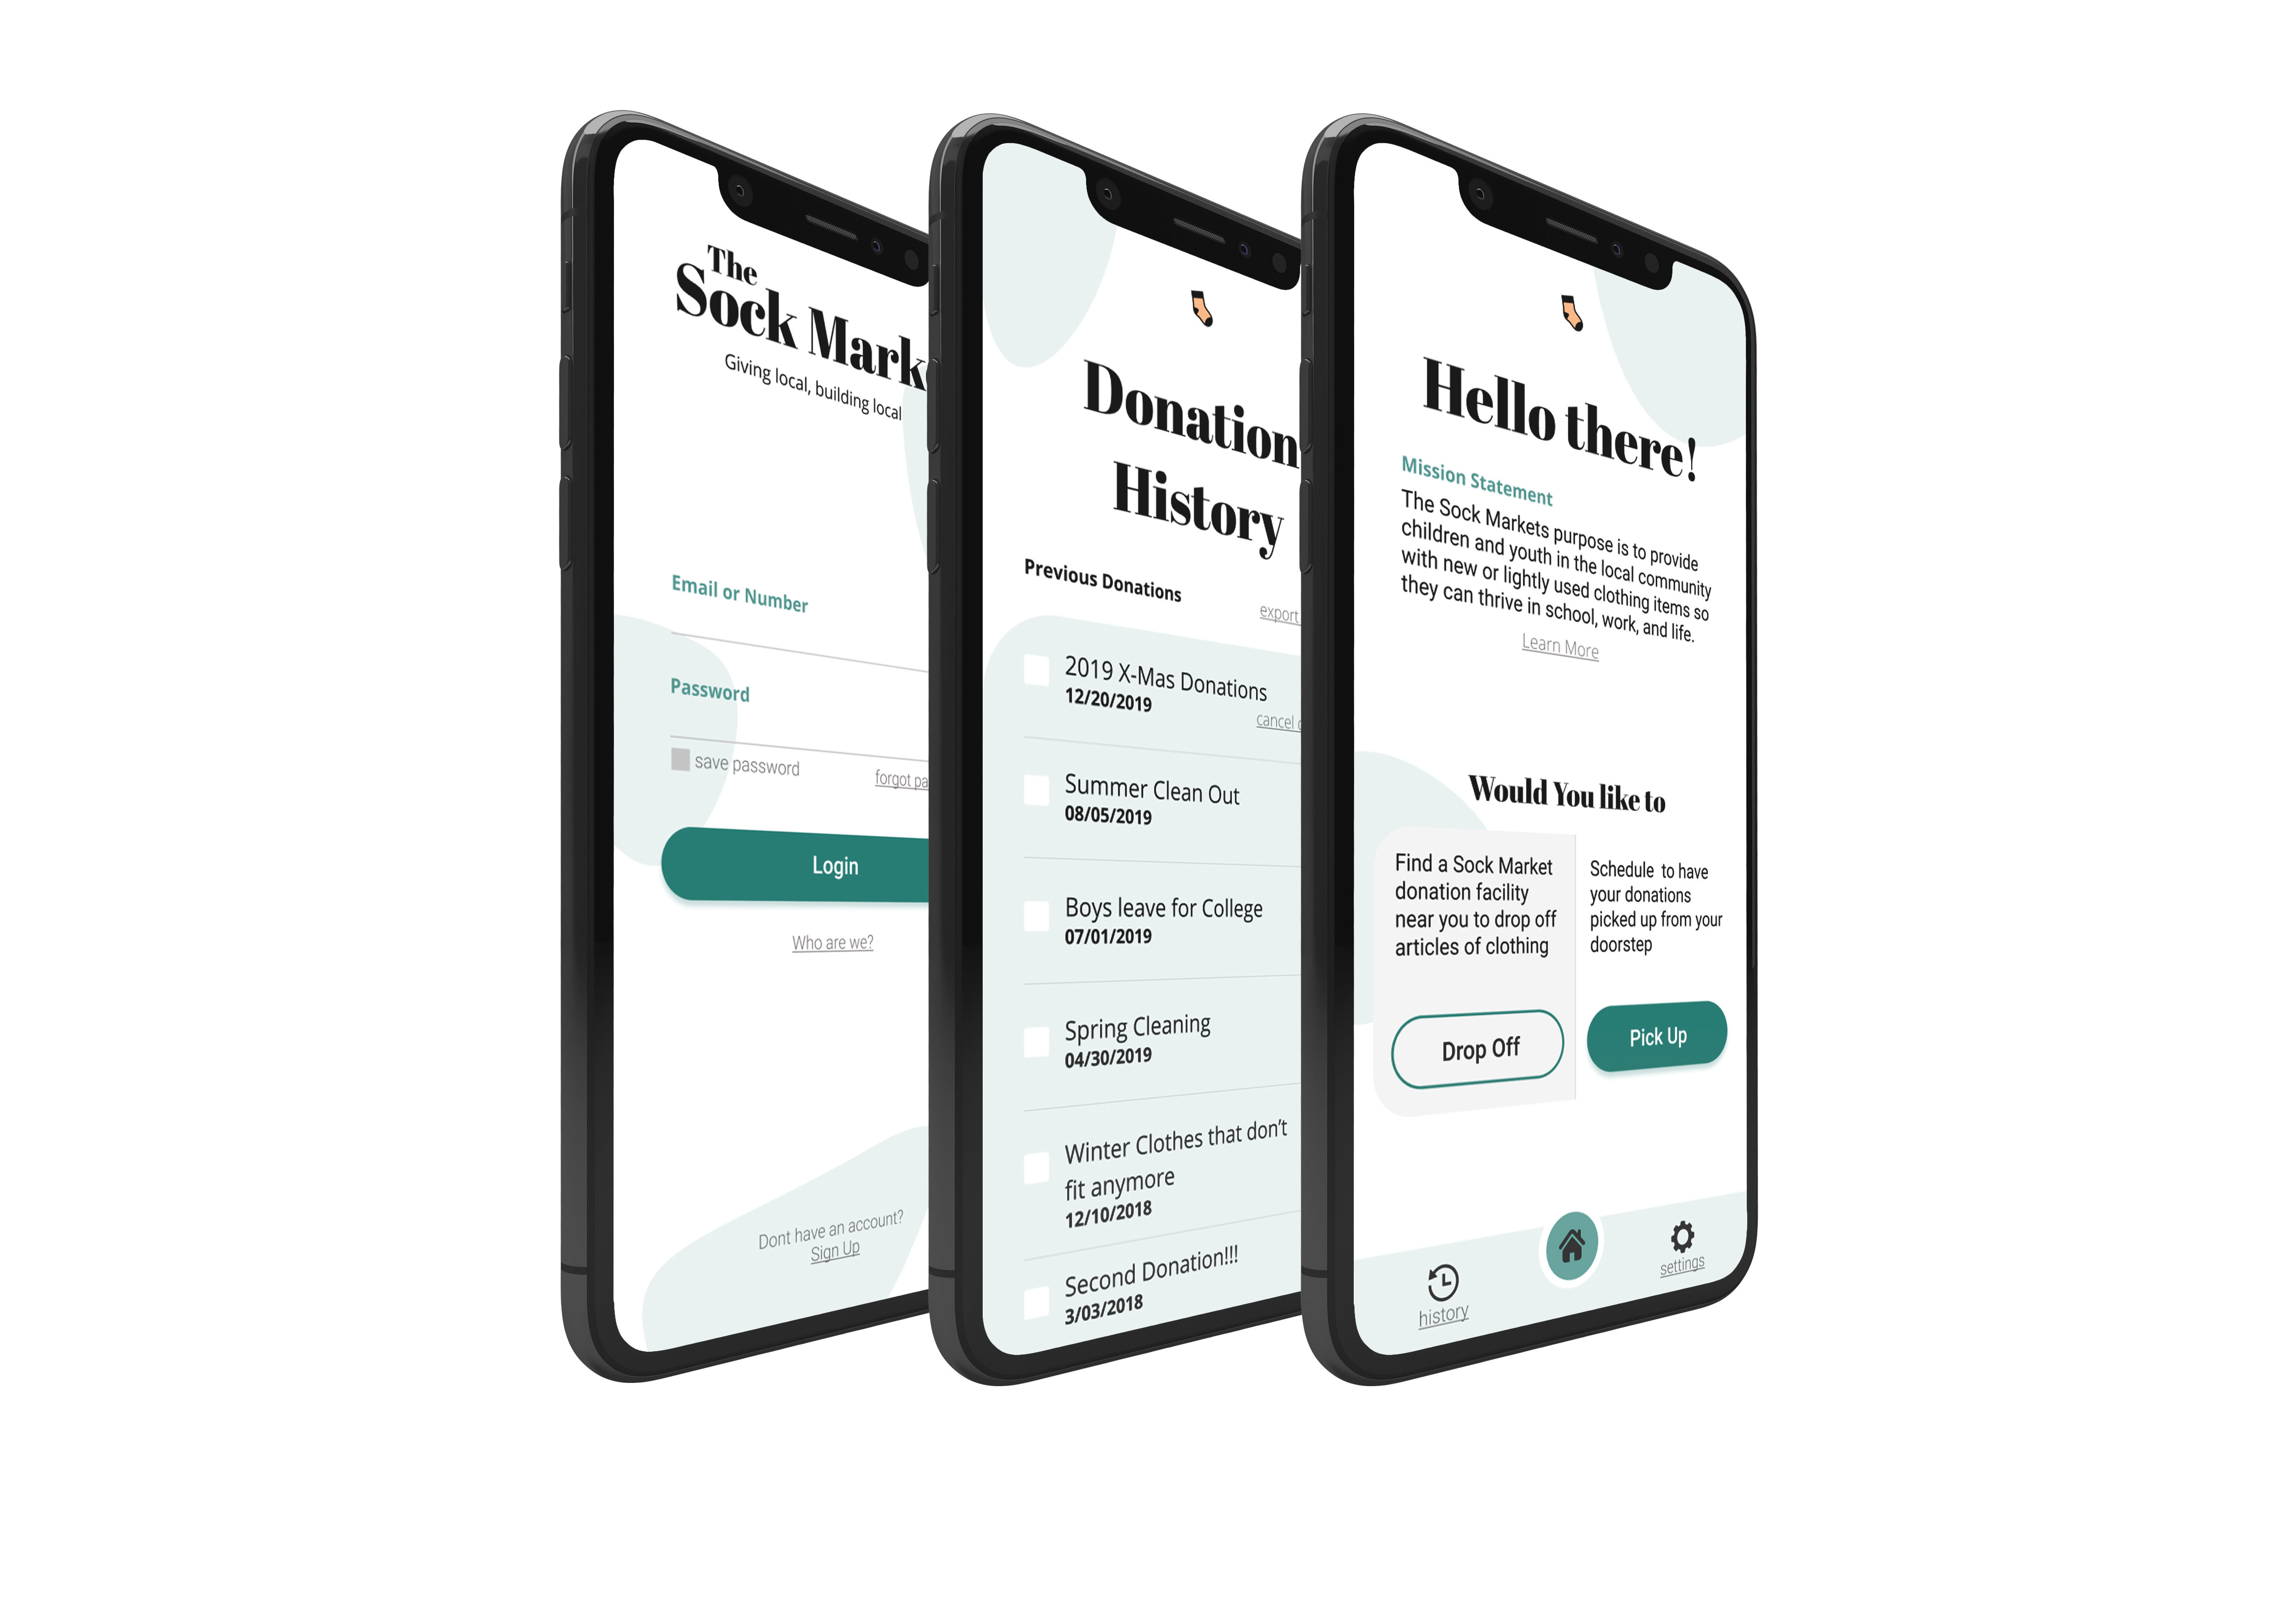 The
Sock Mark
Giving local, building local
Email or Number
Password
save password
forgot pa
Login
Who are we?
Dont have an account?
Sign Up
Donation
History
Previous Donations
export
2019 X-Mas Donations
12/20/2019
cancel
Summer Clean Out
08/05/2019
Boys leave for College
07/01/2019
Spring Cleaning
04/30/2019
Winter Clothes that don't
fit anymore
12/10/2018
Second Donation!!!
3/03/2018
Hello there!
Mission Statement
The Sock Markets purpose is to provide
children and youth in the local community
with new or lightly used clothing items so
they can thrive in school, work, and life.
Learn More
Would You like to
Find a Sock Market
donation facility
near you to drop off
articles of clothing
Drop Off
Schedule to have
your donations
picked up from your
doorstep
Pick Up
history
settings